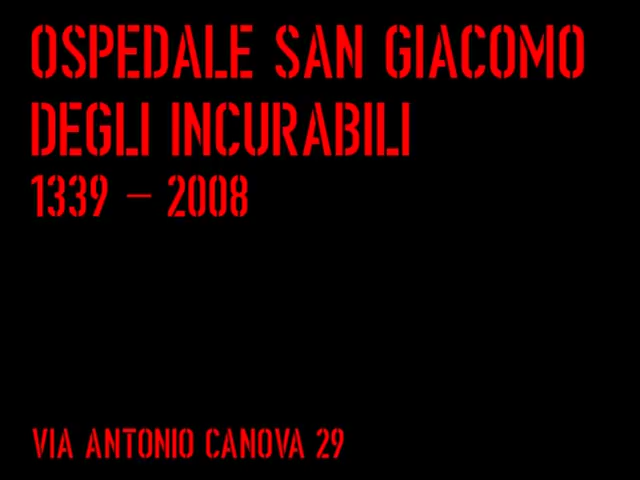 OSPEDALE SAN GIACOMO
DEGLI INCURABILI
1339 – 2008
VIA ANTONIO CANOVA 29